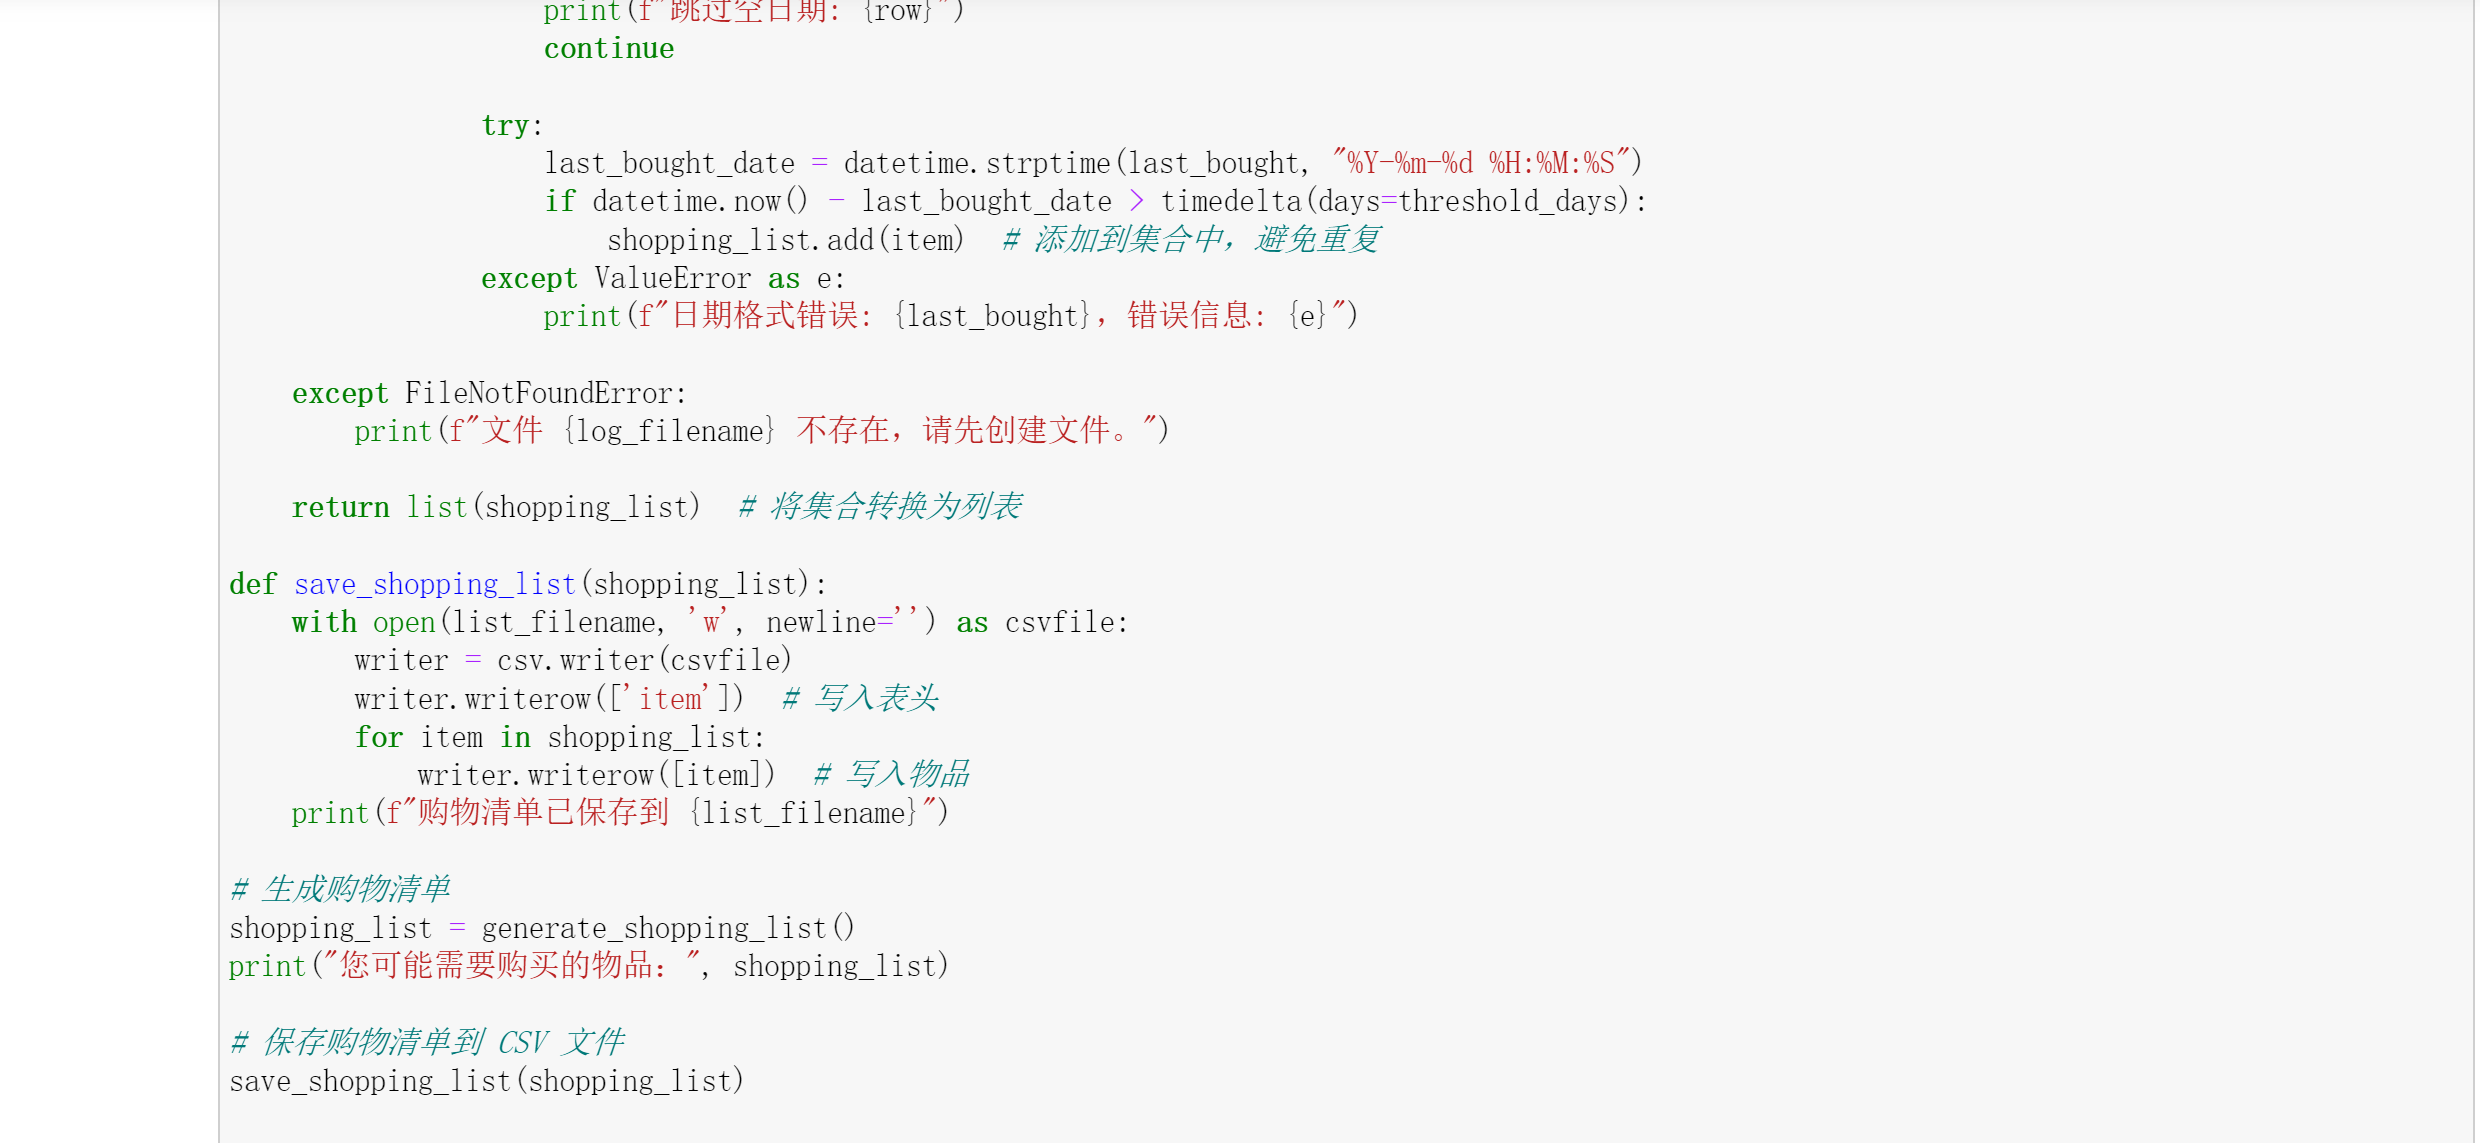 print(f"跳过空日期: {row}")
continue
try:
last_bought_date = datetime.strptime(last_bought, "%Y-%m-%d %H:%M:%S")
if datetime.now() - last_bought_date > timedelta(days=threshold_days):
shopping_list.add(item)  # 添加到集合中，避免重复
except ValueError as e:
print(f"日期格式错误: {last_bought}，错误信息: {e}")
except FileNotFoundError:
print(f"文件 {log_filename} 不存在，请先创建文件。")
return list(shopping_list)  # 将集合转换为列表
def save_shopping_list(shopping_list):
with open(list_filename, 'w', newline='') as csvfile:
writer = csv.writer(csvfile)
writer.writerow(['item'])  # 写入表头
for item in shopping_list:
writer.writerow([item])  # 写入物品
print(f"购物清单已保存到 {list_filename}")
# 生成购物清单
shopping_list = generate_shopping_list()
print("您可能需要购买的物品：", shopping_list)
# 保存购物清单到 CSV 文件
save_shopping_list(shopping_list)